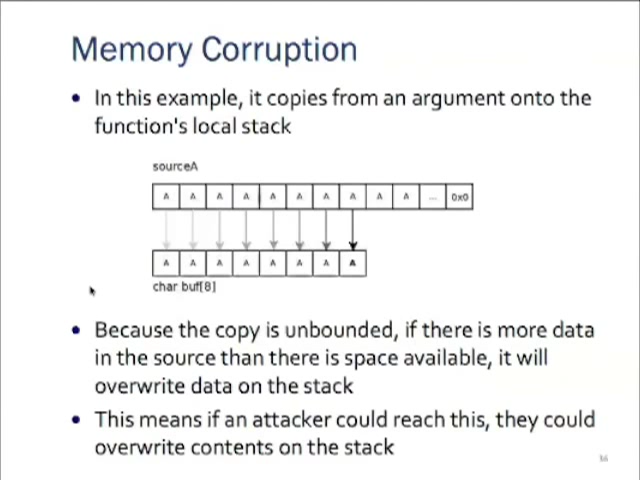 Memory Corruption
• In this example, it copies from an argument onto the
function's local stack
sourceA
A A A A A A A A A A ... 0x0
A A A A A A A A
char buff[8]
• Because the copy is unbounded, if there is more data
in the source than there is space available, it will
overwrite data on the stack
• This means if an attacker could reach this, they could
overwrite contents on the stack
36